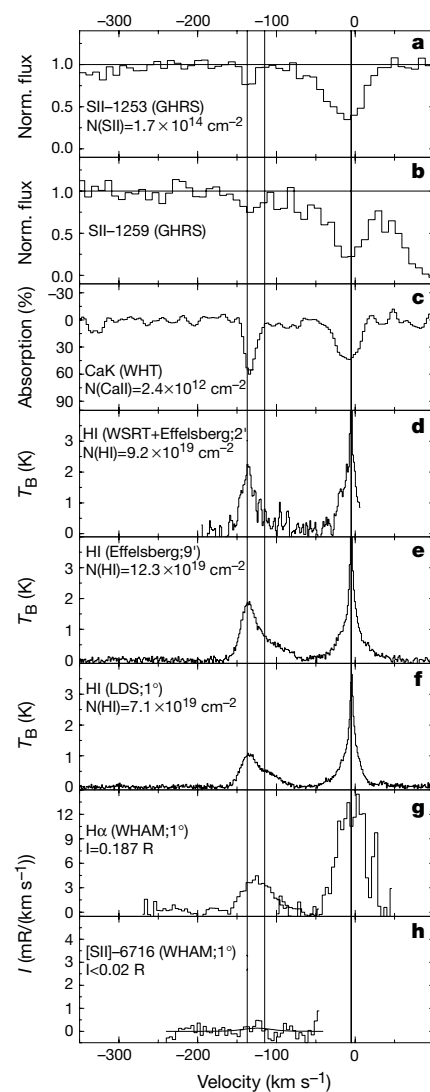 −300 −200 −100 0
a
Norm. flux
1.0
0.5
0.0
SII–1253 (GHRS)
N(SII)=1.7 × 10¹⁴ cm⁻²
b
Norm. flux
1.0
0.5
0.0
SII–1259 (GHRS)
c
Absorption (%)
−30
0
30
60
90
CaK (WHT)
N(CaII)=2.4×10¹² cm⁻²
d
T_B (K)
3
2
1
0
HI (WSRT+Effelsberg;2')
N(HI)=9.2 ×10¹⁹ cm⁻²
e
T_B (K)
3
2
1
0
HI (Effelsberg;9')
N(HI)=12.3 ×10¹⁹ cm⁻²
f
T_B (K)
3
2
1
0
HI (LDS;1°)
N(HI)=7.1 ×10¹⁹ cm⁻²
g
I (mR/(km s⁻¹))
12
9
6
3
0
Hα (WHAM;1°)
I=0.187 R
h
4
3
2
1
0
[SII]–6716 (WHAM;1°)
I<0.02 R
−300 −200 −100 0
Velocity (km s⁻¹)